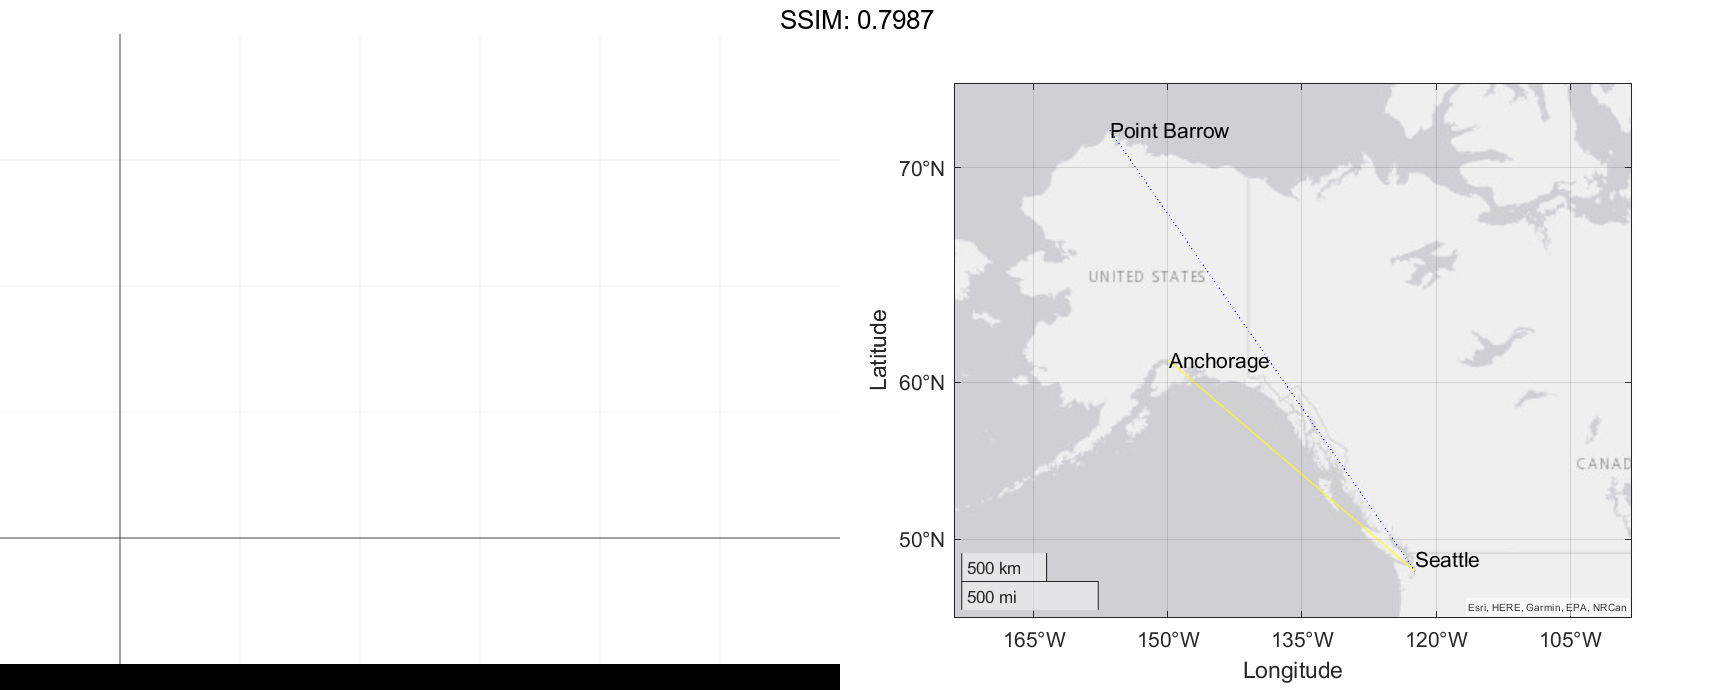 SSIM: 0.7987
Point Barrow
70°N
UNITED STATES
Latitude
Anchorage
60°N
CANAD
50°N
Seattle
500 km
500 mi
Esri, HERE, Garmin, EPA, NRCan
165°W 150°W 135°W 120°W 105°W
Longitude